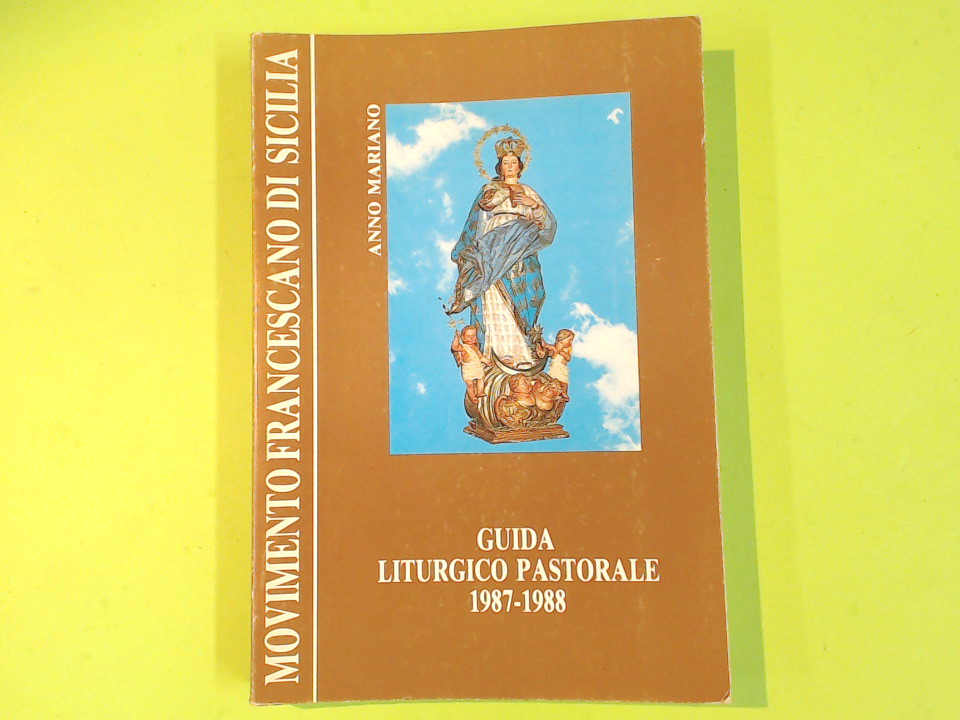 MOVIMENTO FRANCESCANO DI SICILIA
ANNO MARIANO
GUIDA
LITURGICO PASTORALE
1987-1988